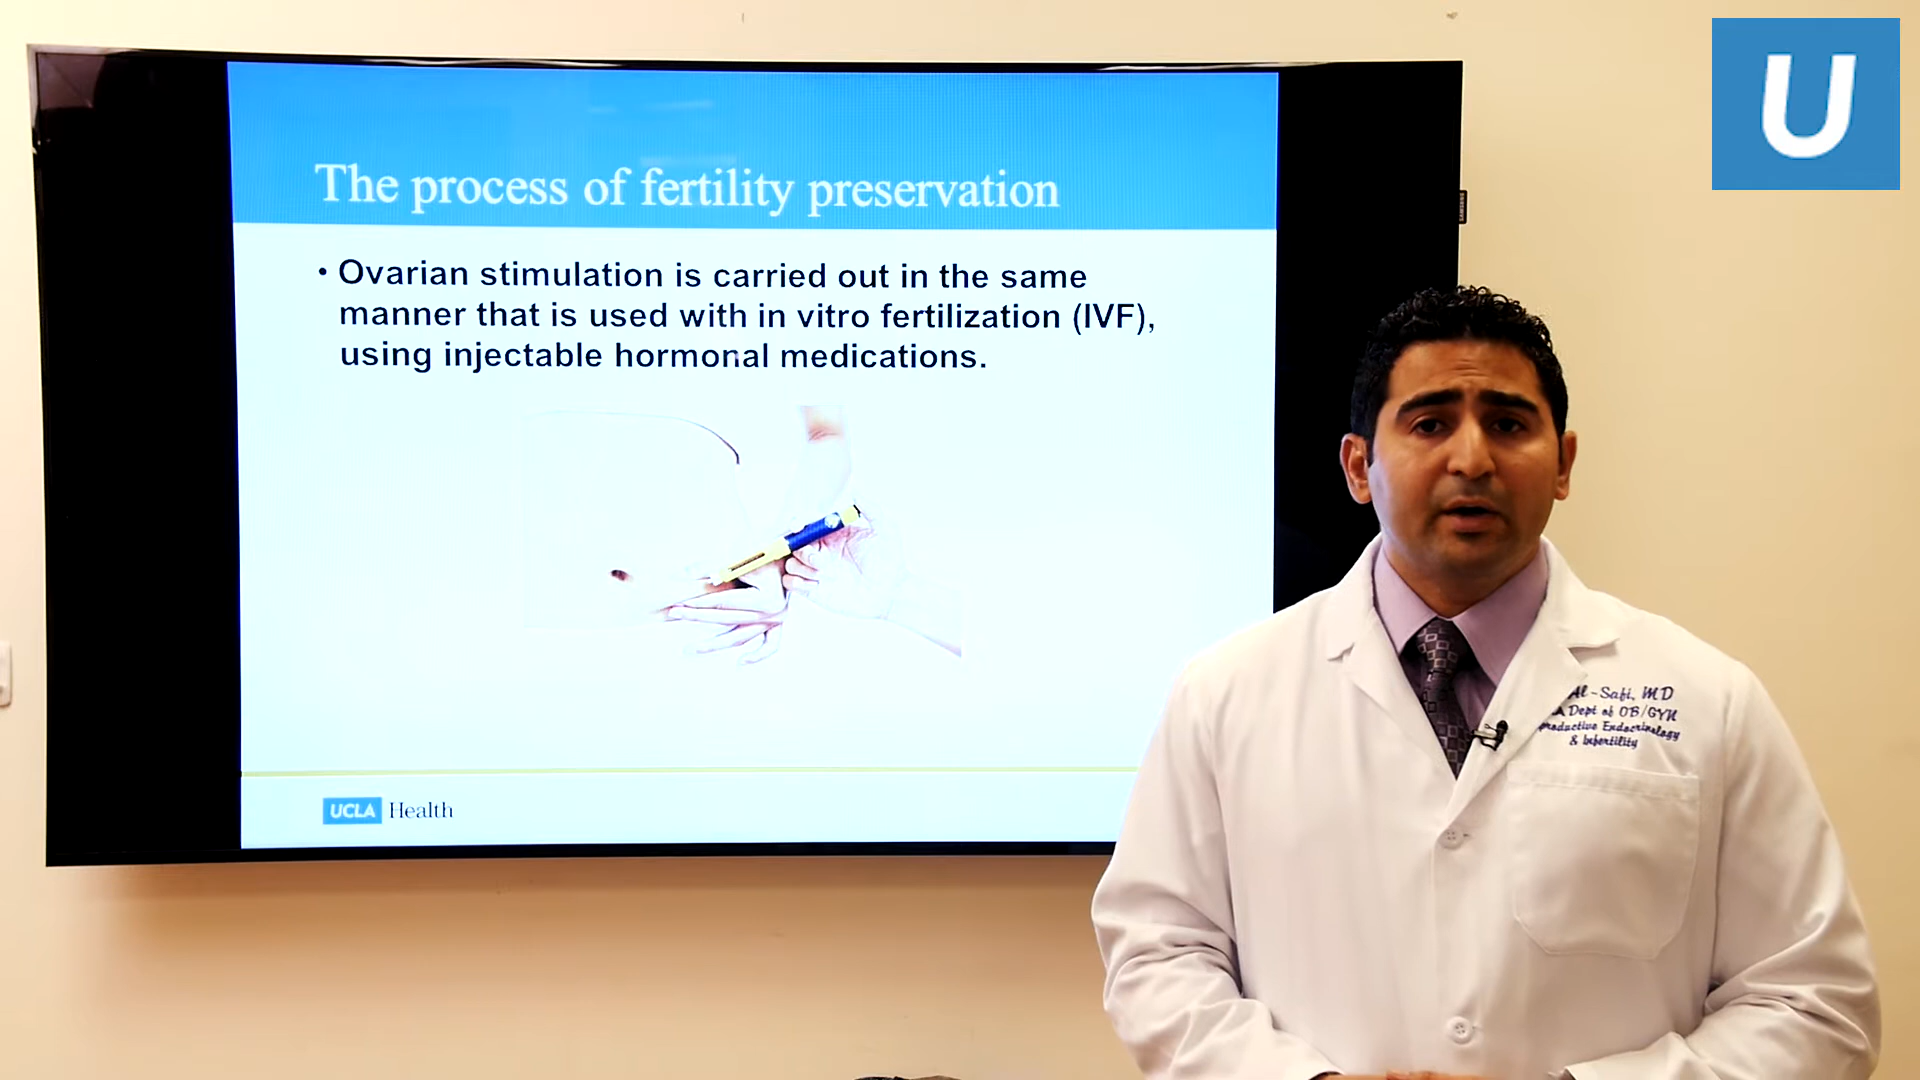 U
The process of fertility preservation
• Ovarian stimulation is carried out in the same
manner that is used with in vitro fertilization (IVF),
using injectable hormonal medications.
UCLA Health
Al-Safi, MD
Dept of OB/GYN
Endocrinology
& Infertility